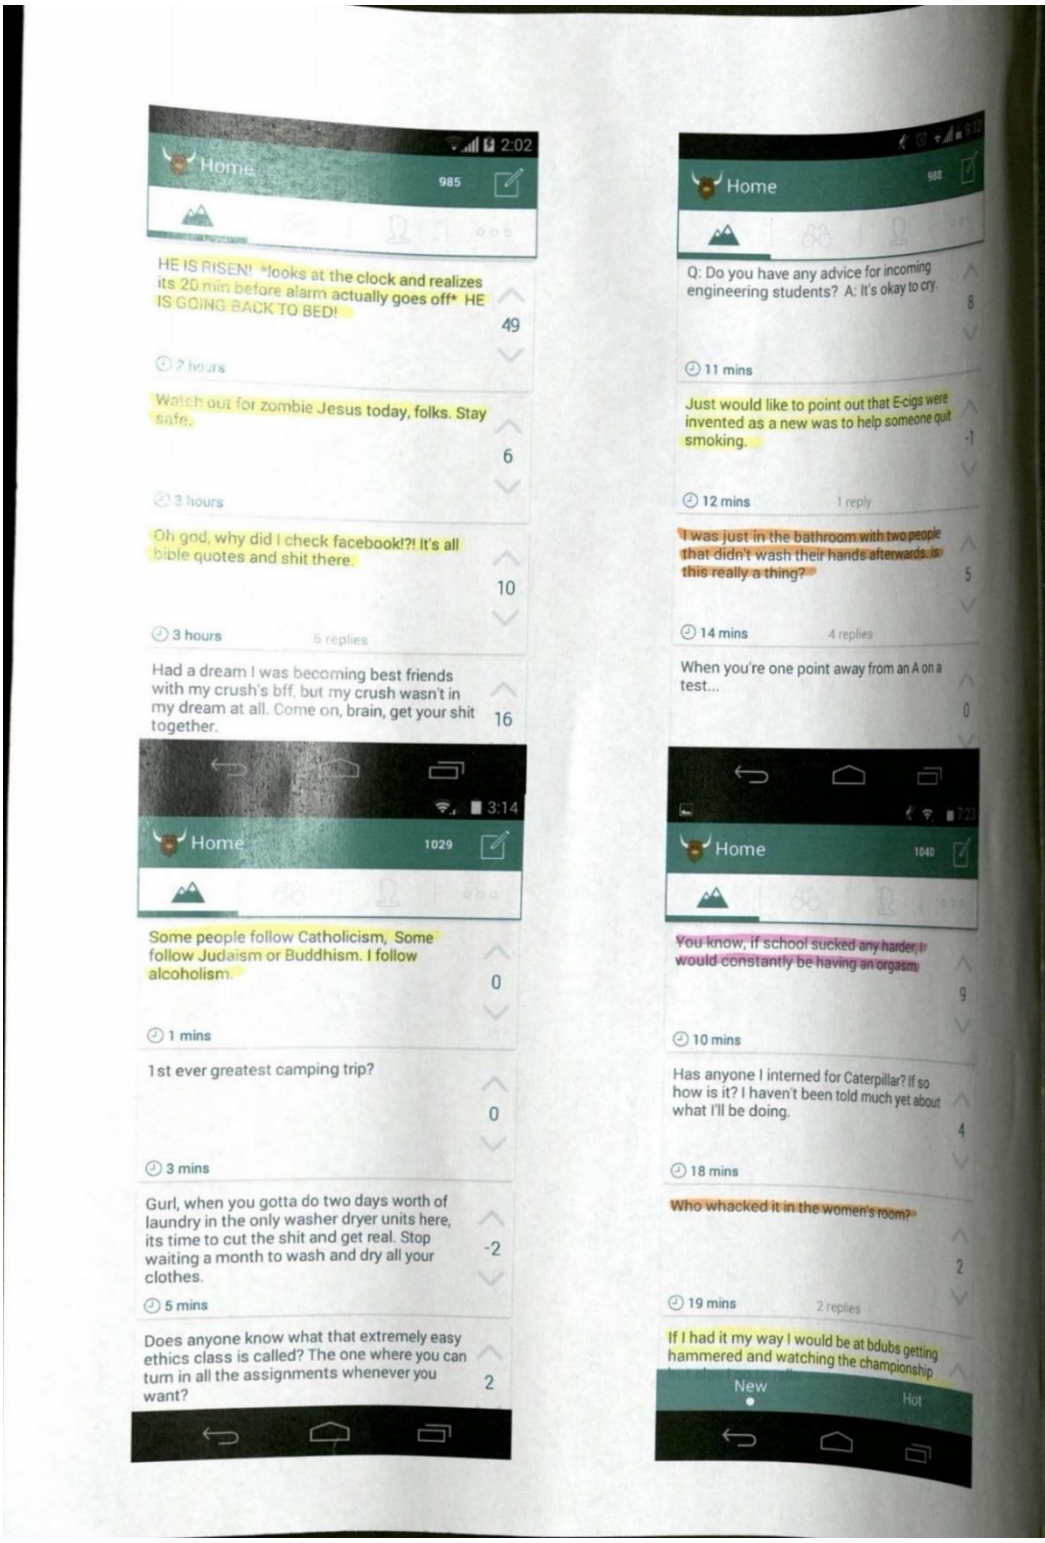 2:02
Home
985
HE IS RISEN! *looks at the clock and realizes
its 20 min before alarm actually goes off* HE
IS GOING BACK TO BED!
49
2 hours
Watch out for zombie Jesus today, folks. Stay
safe.
6
3 hours
Oh god, why did I check facebook!?! It's all
bible quotes and shit there.
10
3 hours
6 replies
Had a dream I was becoming best friends
with my crush's bff, but my crush wasn't in
my dream at all. Come on, brain, get your shit
together.
16
3:14
Home
1029
Some people follow Catholicism, Some
follow Judaism or Buddhism. I follow
alcoholism.
0
1 mins
1st ever greatest camping trip?
0
3 mins
Gurl, when you gotta do two days worth of
laundry in the only washer dryer units here,
its time to cut the shit and get real. Stop
waiting a month to wash and dry all your
clothes.
-2
5 mins
Does anyone know what that extremely easy
ethics class is called? The one where you can
turn in all the assignments whenever you
want?
2
Home
988
Q: Do you have any advice for incoming
engineering students? A: It's okay to cry.
8
11 mins
Just would like to point out that E-cigs were
invented as a new was to help someone quit
smoking.
-1
12 mins
1 reply
I was just in the bathroom with two people
that didn't wash their hands afterwards. is
this really a thing?
5
14 mins
4 replies
When you're one point away from an A on a
test...
0
7:23
Home
1040
You know, if school sucked any harder, I
would constantly be having an orgasm
9
10 mins
Has anyone I interned for Caterpillar? If so
how is it? I haven't been told much yet about
what I'll be doing.
4
18 mins
Who whacked it in the women's room?
2
19 mins
2 replies
If I had it my way I would be at bdubs getting
hammered and watching the championship
New
Hot